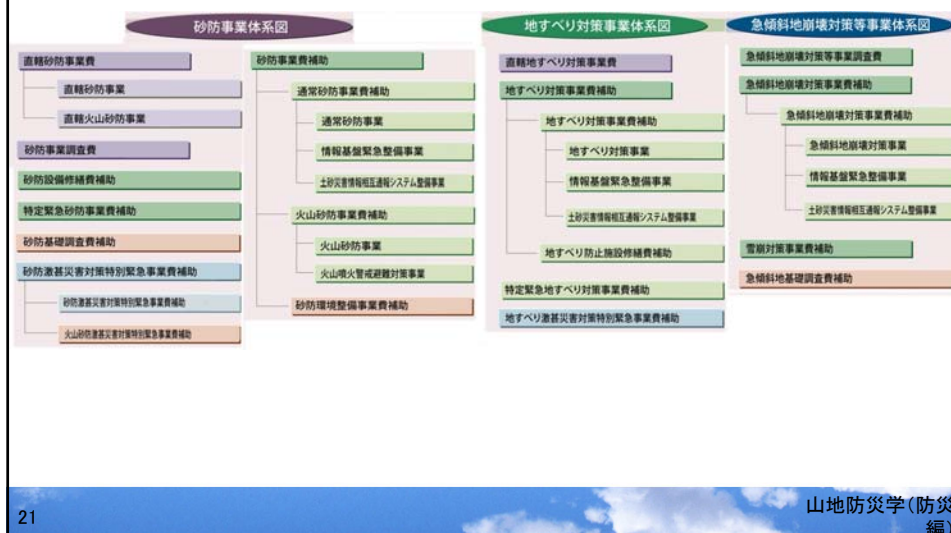 砂防事業体系図
直轄砂防事業費
直轄砂防事業
直轄火山砂防事業
砂防事業調査費
砂防設備修繕費補助
特定緊急砂防事業費補助
砂防基礎調査費補助
砂防激甚災害対策特別緊急事業費補助
砂防激甚災害対策特別緊急事業費補助
火山砂防激甚災害対策特別緊急事業費補助
砂防事業費補助
通常砂防事業費補助
通常砂防事業
情報基盤緊急整備事業
土砂災害情報相互通報システム整備事業
火山砂防事業費補助
火山砂防事業
火山噴火警戒避難対策事業
砂防環境整備事業費補助
地すべり対策事業体系図
直轄地すべり対策事業費
地すべり対策事業費補助
地すべり対策事業費補助
地すべり対策事業
情報基盤緊急整備事業
土砂災害情報相互通報システム整備事業
地すべり防止施設修繕費補助
特定緊急地すべり対策事業費補助
地すべり激甚災害対策特別緊急事業費補助
急傾斜地崩壊対策等事業体系図
急傾斜地崩壊対策等事業調査費
急傾斜地崩壊対策等事業費補助
急傾斜地崩壊対策事業費補助
急傾斜地崩壊対策事業
情報基盤緊急整備事業
土砂災害情報相互通報システム整備事業
雪崩対策事業費補助
急傾斜地基礎調査費補助
21
山地防災学(防災
編)